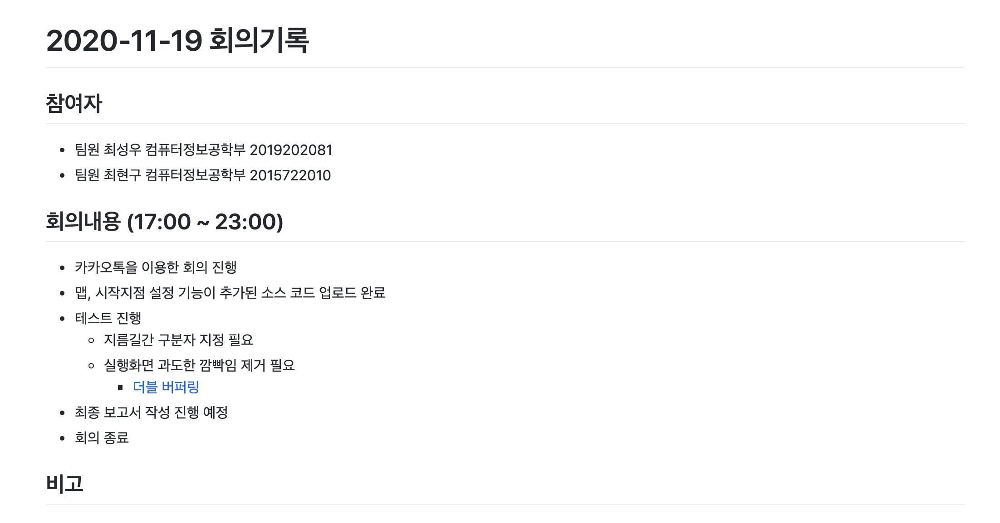 2020-11-19 회의기록
참여자
팀원 최성우 컴퓨터정보공학부 2019202081
팀원 최현구 컴퓨터정보공학부 2015722010
회의내용 (17:00 ~ 23:00)
카카오톡을 이용한 회의 진행
맵, 시작지점 설정 기능이 추가된 소스 코드 업로드 완료
테스트 진행
지름길간 구분자 지정 필요
실행화면 과도한 깜빡임 제거 필요
더블 버퍼링
최종 보고서 작성 진행 예정
회의 종료
비고